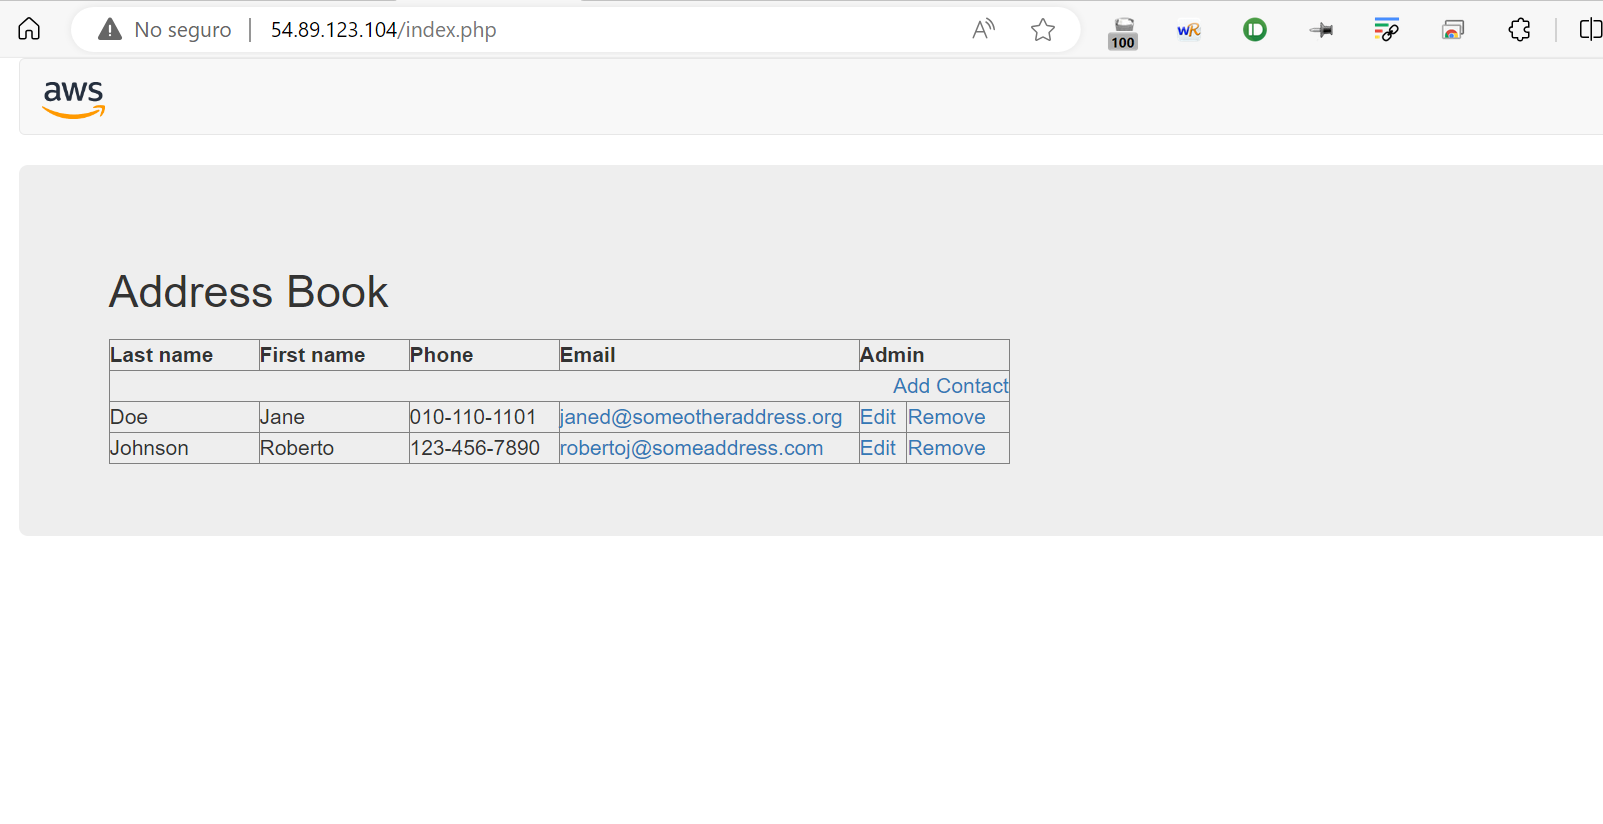 No seguro | 54.89.123.104/index.php
100
wR
aws
Address Book
Last name First name Phone Email Admin
Add Contact
Doe Jane 010-110-1101 janed@someotheraddress.org Edit Remove
Johnson Roberto 123-456-7890 robertoj@someaddress.com Edit Remove